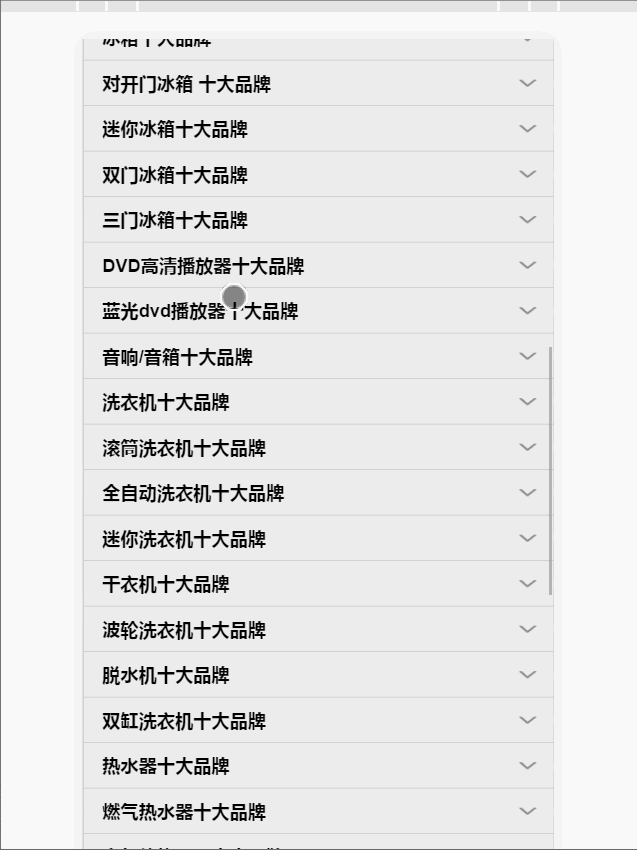 冰箱十大品牌
对开门冰箱 十大品牌
迷你冰箱十大品牌
双门冰箱十大品牌
三门冰箱十大品牌
DVD高清播放器十大品牌
蓝光dvd播放器十大品牌
音响/音箱十大品牌
洗衣机十大品牌
滚筒洗衣机十大品牌
全自动洗衣机十大品牌
迷你洗衣机十大品牌
干衣机十大品牌
波轮洗衣机十大品牌
脱水机十大品牌
双缸洗衣机十大品牌
热水器十大品牌
燃气热水器十大品牌